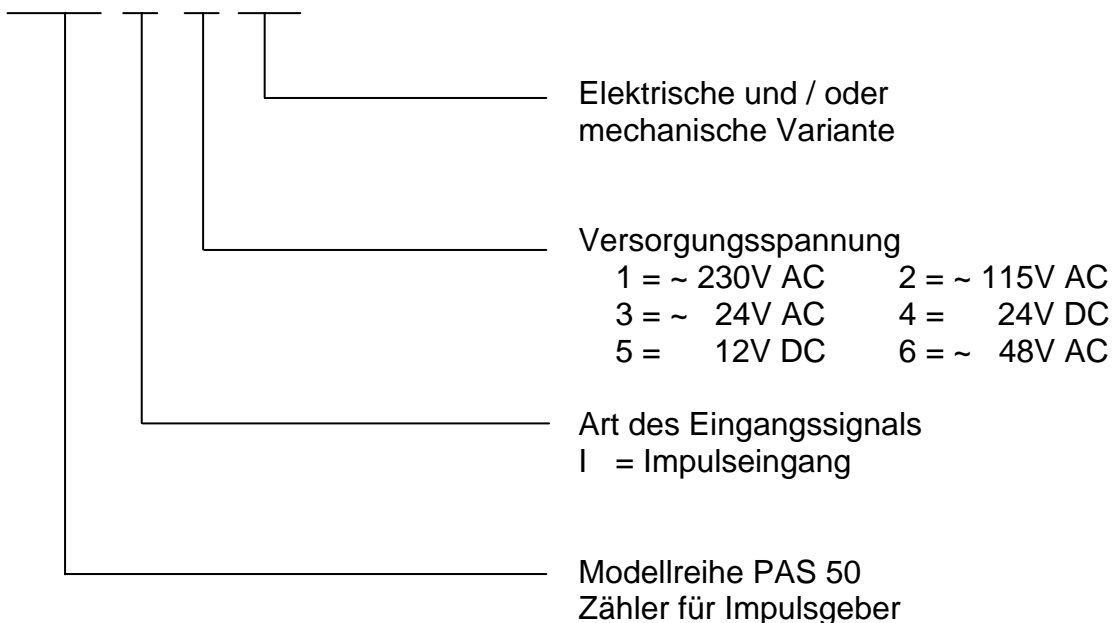 Elektrische und / oder
mechanische Variante
Versorgungsspannung
1 = ~ 230V AC 2 = ~ 115V AC
3 = ~ 24V AC 4 = 24V DC
5 = 12V DC 6 = ~ 48V AC
Art des Eingangssignals
I = Impulseingang
Modellreihe PAS 50
Zähler für Impulsgeber